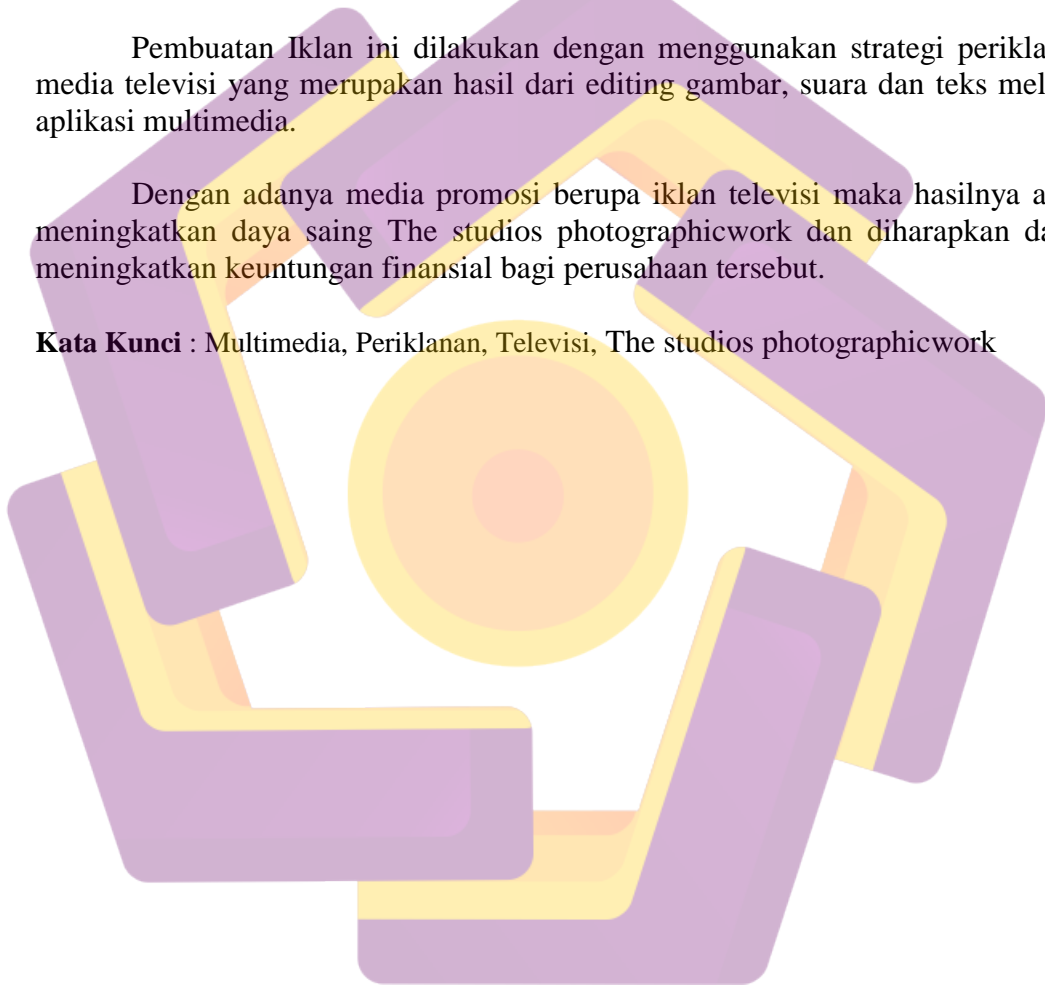 Pembuatan Iklan ini dilakukan dengan menggunakan strategi perikla
media televisi yang merupakan hasil dari editing gambar, suara dan teks mel
aplikasi multimedia.
Dengan adanya media promosi berupa iklan televisi maka hasilnya a
meningkatkan daya saing The studios photographicwork dan diharapkan da
meningkatkan keuntungan finansial bagi perusahaan tersebut.
Kata Kunci : Multimedia, Periklanan, Televisi, The studios photographicwork